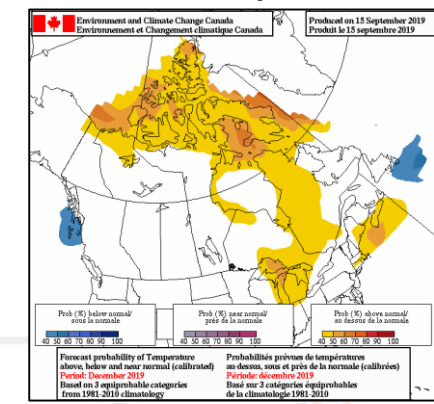 Environment and Climate Change Canada
Environnement et Changement climatique Canada
Produced on 15 September 2019
Produit le 15 septembre 2019
Prob (%) below normal/
sous la normale
40 50 60 70 80 90 100
Prob (%) near normal/
près de la normale
40 50 60 70 80 90 100
Prob (%) above normal/
au dessus de la normale
40 50 60 70 80 90 100
Forecast probability of Temperature
above, below and near normal (calibrated)
Period: December 2019
Based on 3 equiprobable categories
from 1981-2010 climatology
Probabilités prévues de températures
au-dessus, sous et près de la normale (calibrées)
Période: décembre 2019
Basé sur 3 catégories équiprobables
de la climatologie 1981-2010